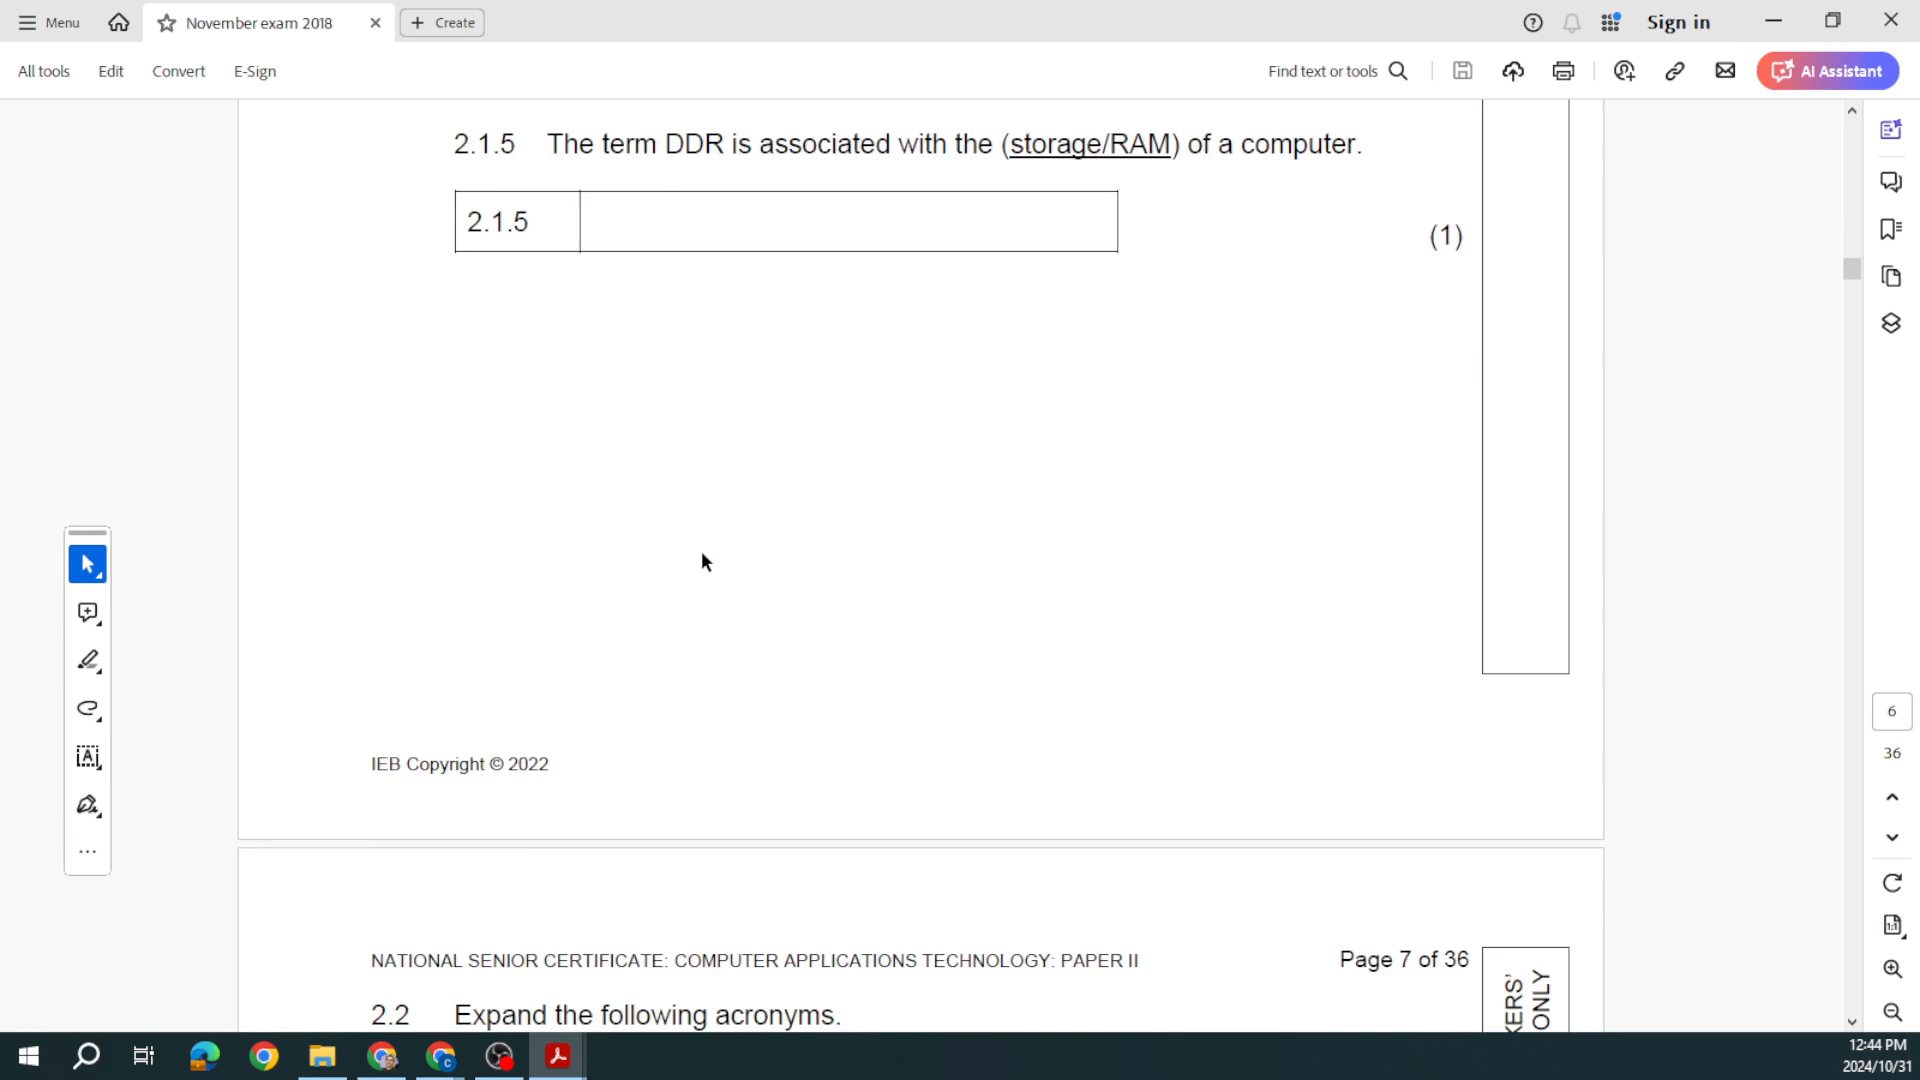 Menu
November exam 2018
Create
Sign in
All tools
Edit
Convert
E-Sign
Find text or tools
AI Assistant
2.1.5 The term DDR is associated with the (storage/RAM) of a computer.
2.1.5
(1)
IEB Copyright © 2022
6
36
NATIONAL SENIOR CERTIFICATE: COMPUTER APPLICATIONS TECHNOLOGY: PAPER II
Page 7 of 36
2.2 Expand the following acronyms.
ONLY
12:44 PM
2024/10/31